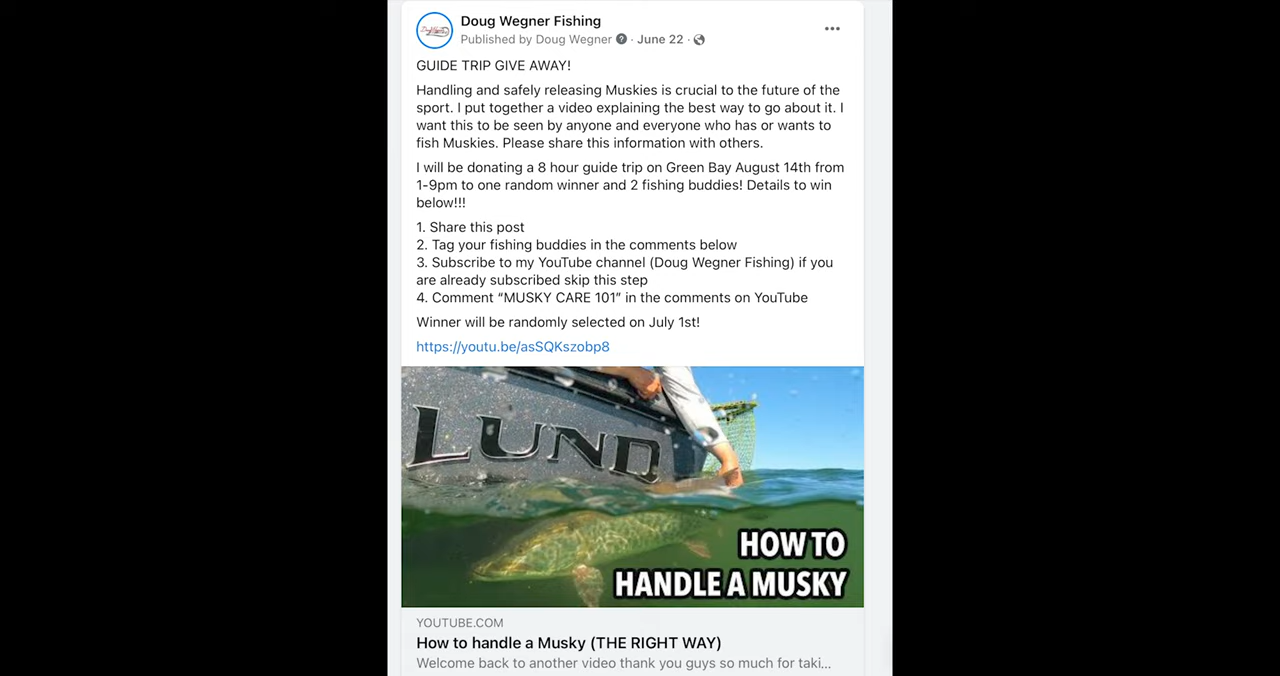 Doug Wegner Fishing
Published by Doug Wegner · June 22 ·
GUIDE TRIP GIVE AWAY!
Handling and safely releasing Muskies is crucial to the future of the
sport. I put together a video explaining the best way to go about it. I
want this to be seen by anyone and everyone who has or wants to
fish Muskies. Please share this information with others.
I will be donating a 8 hour guide trip on Green Bay August 14th from
1-9pm to one random winner and 2 fishing buddies! Details to win
below!!!
1. Share this post
2. Tag your fishing buddies in the comments below
3. Subscribe to my YouTube channel (Doug Wegner Fishing) if you
are already subscribed skip this step
4. Comment “MUSKY CARE 101” in the comments on YouTube
Winner will be randomly selected on July 1st!
https://youtu.be/asSQKszobp8
LUND
HOW TO
HANDLE A MUSKY
YOUTUBE.COM
How to handle a Musky (THE RIGHT WAY)
Welcome back to another video thank you guys so much for taki...